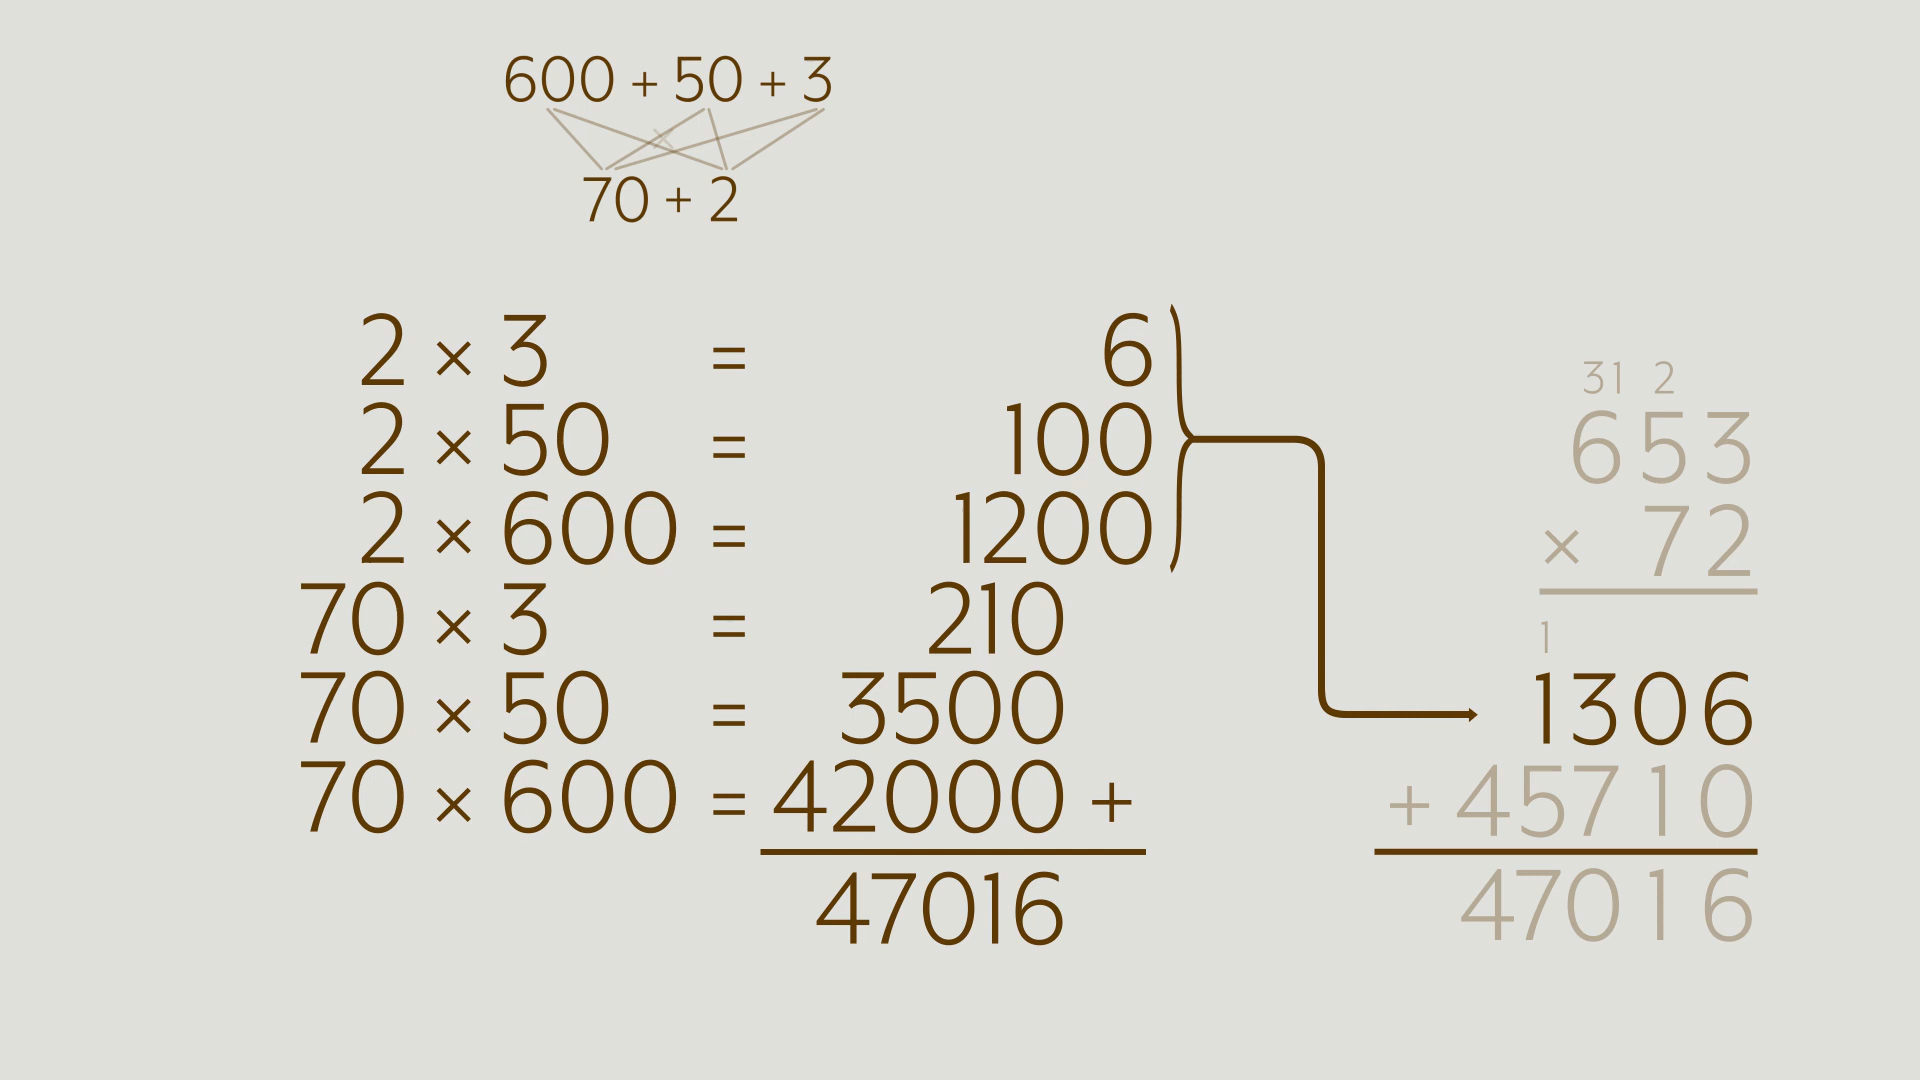 600 + 50 + 3
×
70 + 2
2 × 3 = 6
2 × 50 = 100
2 × 600 = 1200
70 × 3 = 210
70 × 50 = 3500
70 × 600 = 42000 +
47016
31 2
653
× 72
1
1306
+ 45710
47016